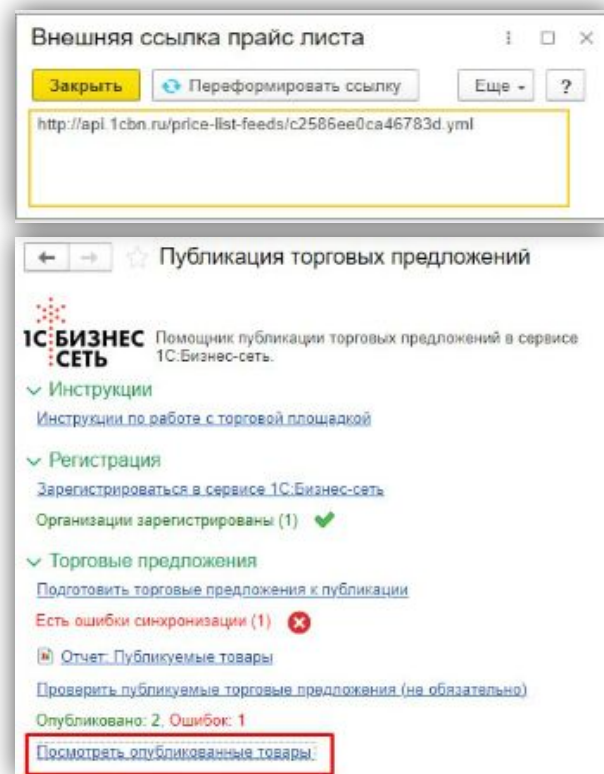 Внешняя ссылка прайс листа
Закрыть
Переформировать ссылку
Еще
?
http://api.1cbn.ru/price-list-feeds/c2586ee0ca46783d.yml
Публикация торговых предложений
1С БИЗНЕС
СЕТЬ
Помощник публикации торговых предложений в сервисе
1С:Бизнес-сеть.
Инструкции
Инструкции по работе с торговой площадкой
Регистрация
Зарегистрироваться в сервисе 1С:Бизнес-сеть
Организации зарегистрированы (1)
Торговые предложения
Подготовить торговые предложения к публикации
Есть ошибки синхронизации (1)
Отчет: Публикуемые товары
Проверить публикуемые торговые предложения (не обязательно)
Опубликовано: 2, Ошибок: 1
Посмотреть опубликованные товары